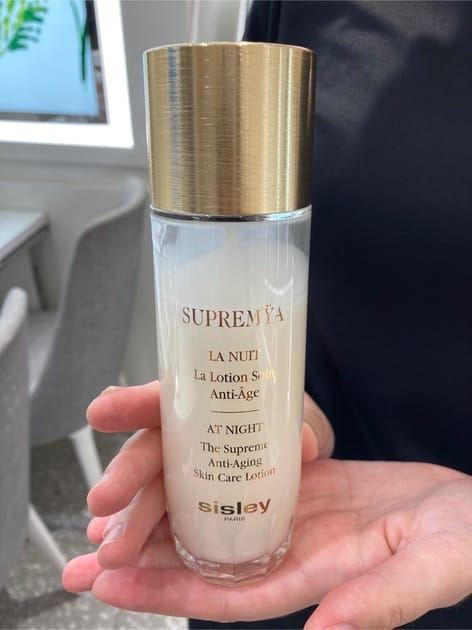 SUPREMŸA
LA NUIT
La Lotion Soin
Anti-Âge
AT NIGHT
The Supreme
Anti-Aging
Skin Care Lotion
sisley
PARIS